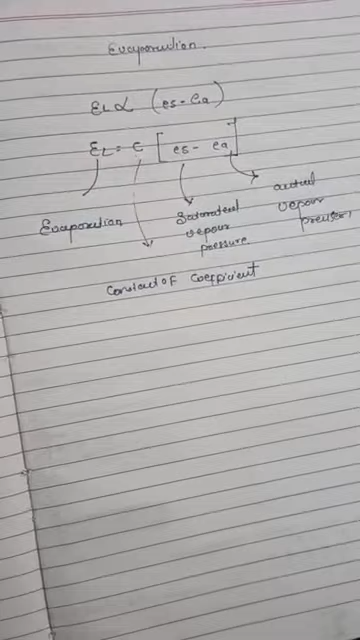 Evaporation.
EL ∝ (es - ea)
EL = C [es - ea]
Evaporation
Saturated
vapour
pressure
actual
vapour
pressure
Constant of Coefficient